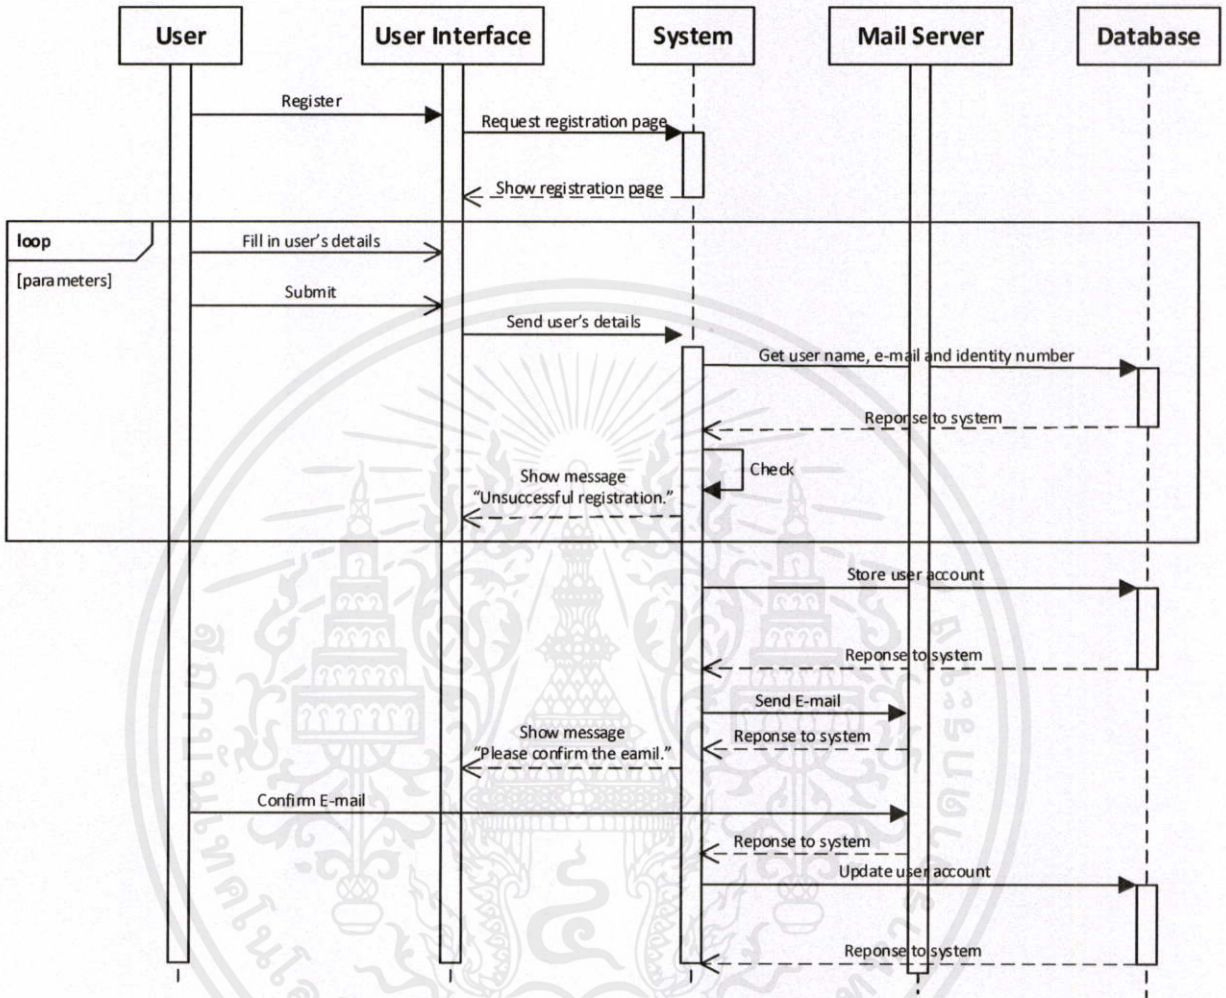 User
User Interface
System
Mail Server
Database
Register
Request registration page
Show registration page
loop
Fill in user's details
[parameters]
Submit
Send user's details
Get user name, e-mail and identity number
Reponse to system
Check
Show message
"Unsuccessful registration."
Store user account
Reponse to system
Send E-mail
Show message
Reponse to system
"Please confirm the eamil."
Confirm E-mail
Reponse to system
Update user account
Reponse to system